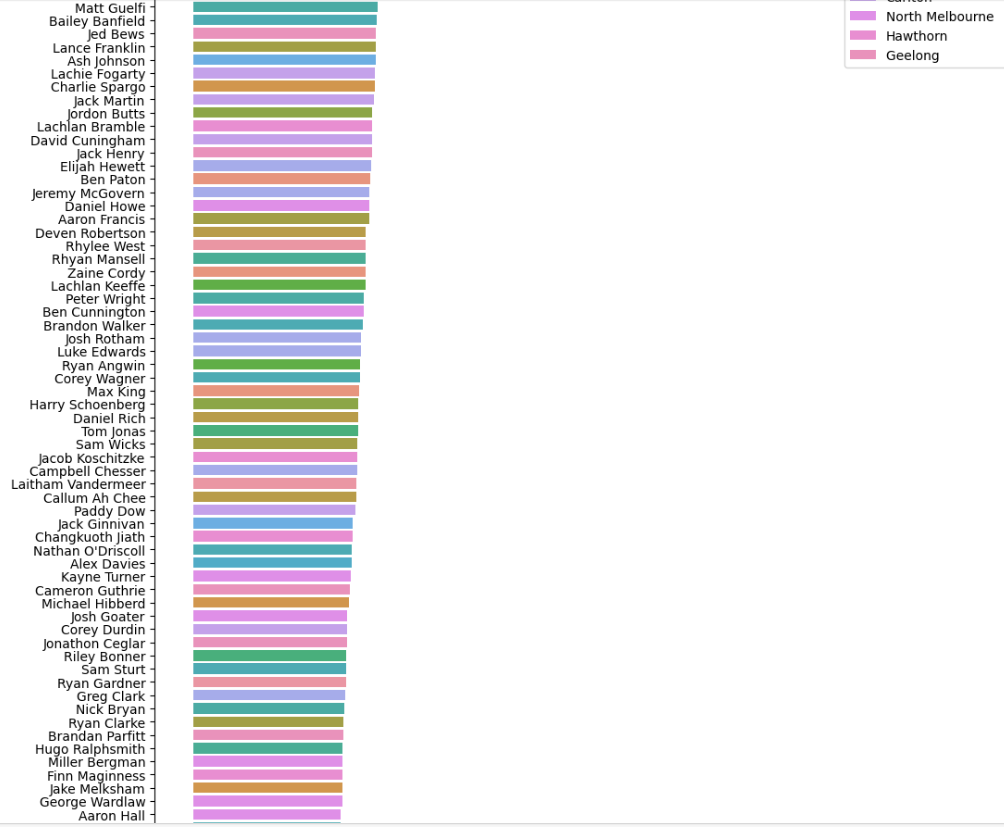 Matt Guelfi
Bailey Banfield
Jed Bews
Lance Franklin
Ash Johnson
Lachie Fogarty
Charlie Spargo
Jack Martin
Jordon Butts
Lachlan Bramble
David Cuningham
Jack Henry
Elijah Hewett
Ben Paton
Jeremy McGovern
Daniel Howe
Aaron Francis
Deven Robertson
Rhylee West
Rhyan Mansell
Zaine Cordy
Lachlan Keeffe
Peter Wright
Ben Cunnington
Brandon Walker
Josh Rotham
Luke Edwards
Ryan Angwin
Corey Wagner
Max King
Harry Schoenberg
Daniel Rich
Tom Jonas
Sam Wicks
Jacob Koschitzke
Campbell Chesser
Laitham Vandermeer
Callum Ah Chee
Paddy Dow
Jack Ginnivan
Changkuoth Jiath
Nathan O'Driscoll
Alex Davies
Kayne Turner
Cameron Guthrie
Michael Hibberd
Josh Goater
Corey Durdin
Jonathon Ceglar
Riley Bonner
Sam Sturt
Ryan Gardner
Greg Clark
Nick Bryan
Ryan Clarke
Brandan Parfitt
Hugo Ralphsmith
Miller Bergman
Finn Maginness
Jake Melksham
George Wardlaw
Aaron Hall
North Melbourne
Hawthorn
Geelong